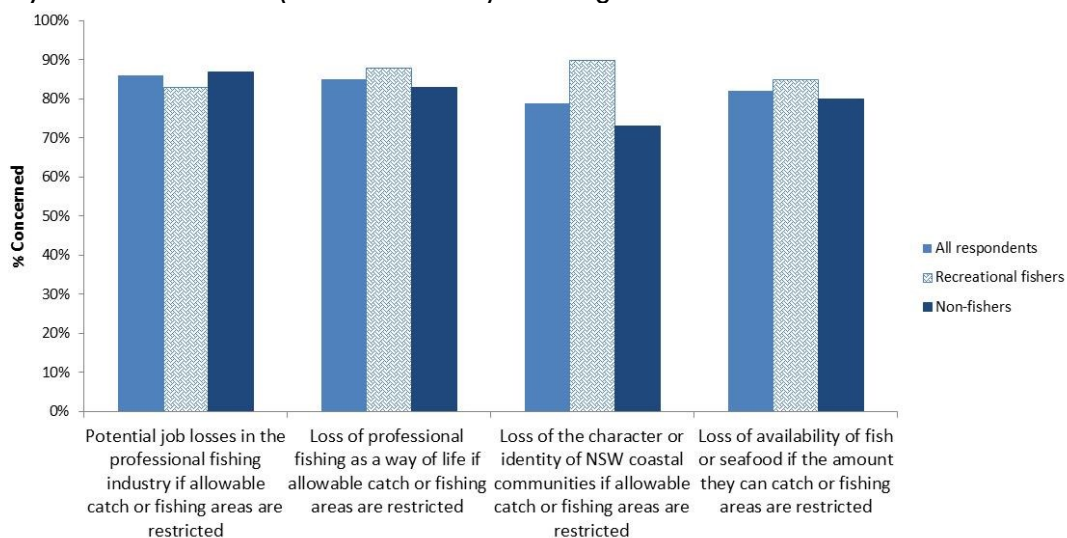 100%
90%
80%
70%
60%
50%
40%
30%
20%
10%
0%
% Concerned
Potential job losses in the
professional fishing
industry if allowable
catch or fishing areas are
restricted
Loss of professional
fishing as a way of life if
allowable catch or fishing
areas are restricted
Loss of the character or
identity of NSW coastal
communities if allowable
catch or fishing areas are
restricted
Loss of availability of fish
or seafood if the amount
they can catch or fishing
areas are restricted
All respondents
Recreational fishers
Non-fishers